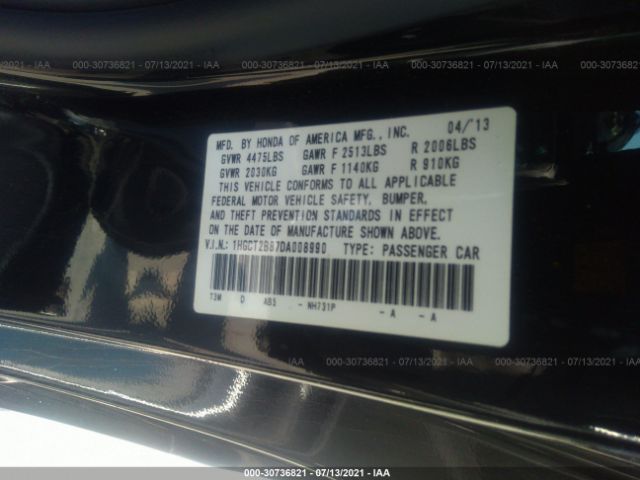 000-30736821 - 07/13/2021 - IAA
MFD. BY HONDA OF AMERICA MFG., INC. 04/'13
GVWR 4475LBS GAWR F 2513LBS R 2006LBS
GVWR 2030KG GAWR F 1140KG R 910KG
THIS VEHICLE CONFORMS TO ALL APPLICABLE
FEDERAL MOTOR VEHICLE SAFETY, BUMPER,
AND THEFT PREVENTION STANDARDS IN EFFECT
ON THE DATE OF MANUFACTURE SHOWN ABOVE.
V.I.N.: 1HGCT2B87DA008990 TYPE: PASSENGER CAR
T3M D AB3 - NH731P - A - A
000-30736821 - 07/13/2021 - IAA
000-30736821 - 07/13/2021 - IAA